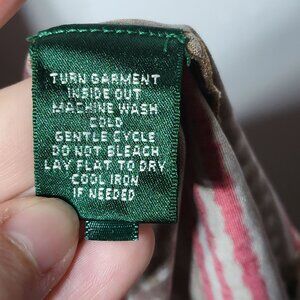 TURN GARMENT
INSIDE OUT
MACHINE WASH
COLD
GENTLE CYCLE
DO NOT BLEACH
LAY FLAT TO DRY
COOL IRON
IF NEEDED